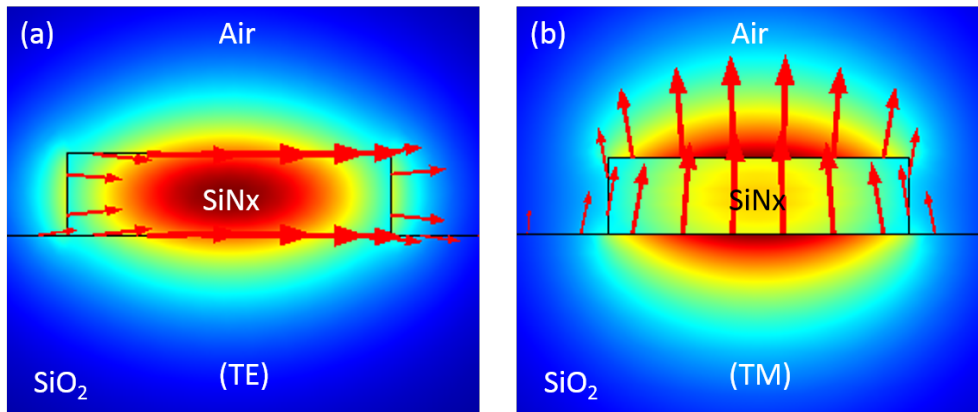 (a) Air
SiNx
(TE)
SiO₂
(b) Air
SiNx
(TM)
SiO₂